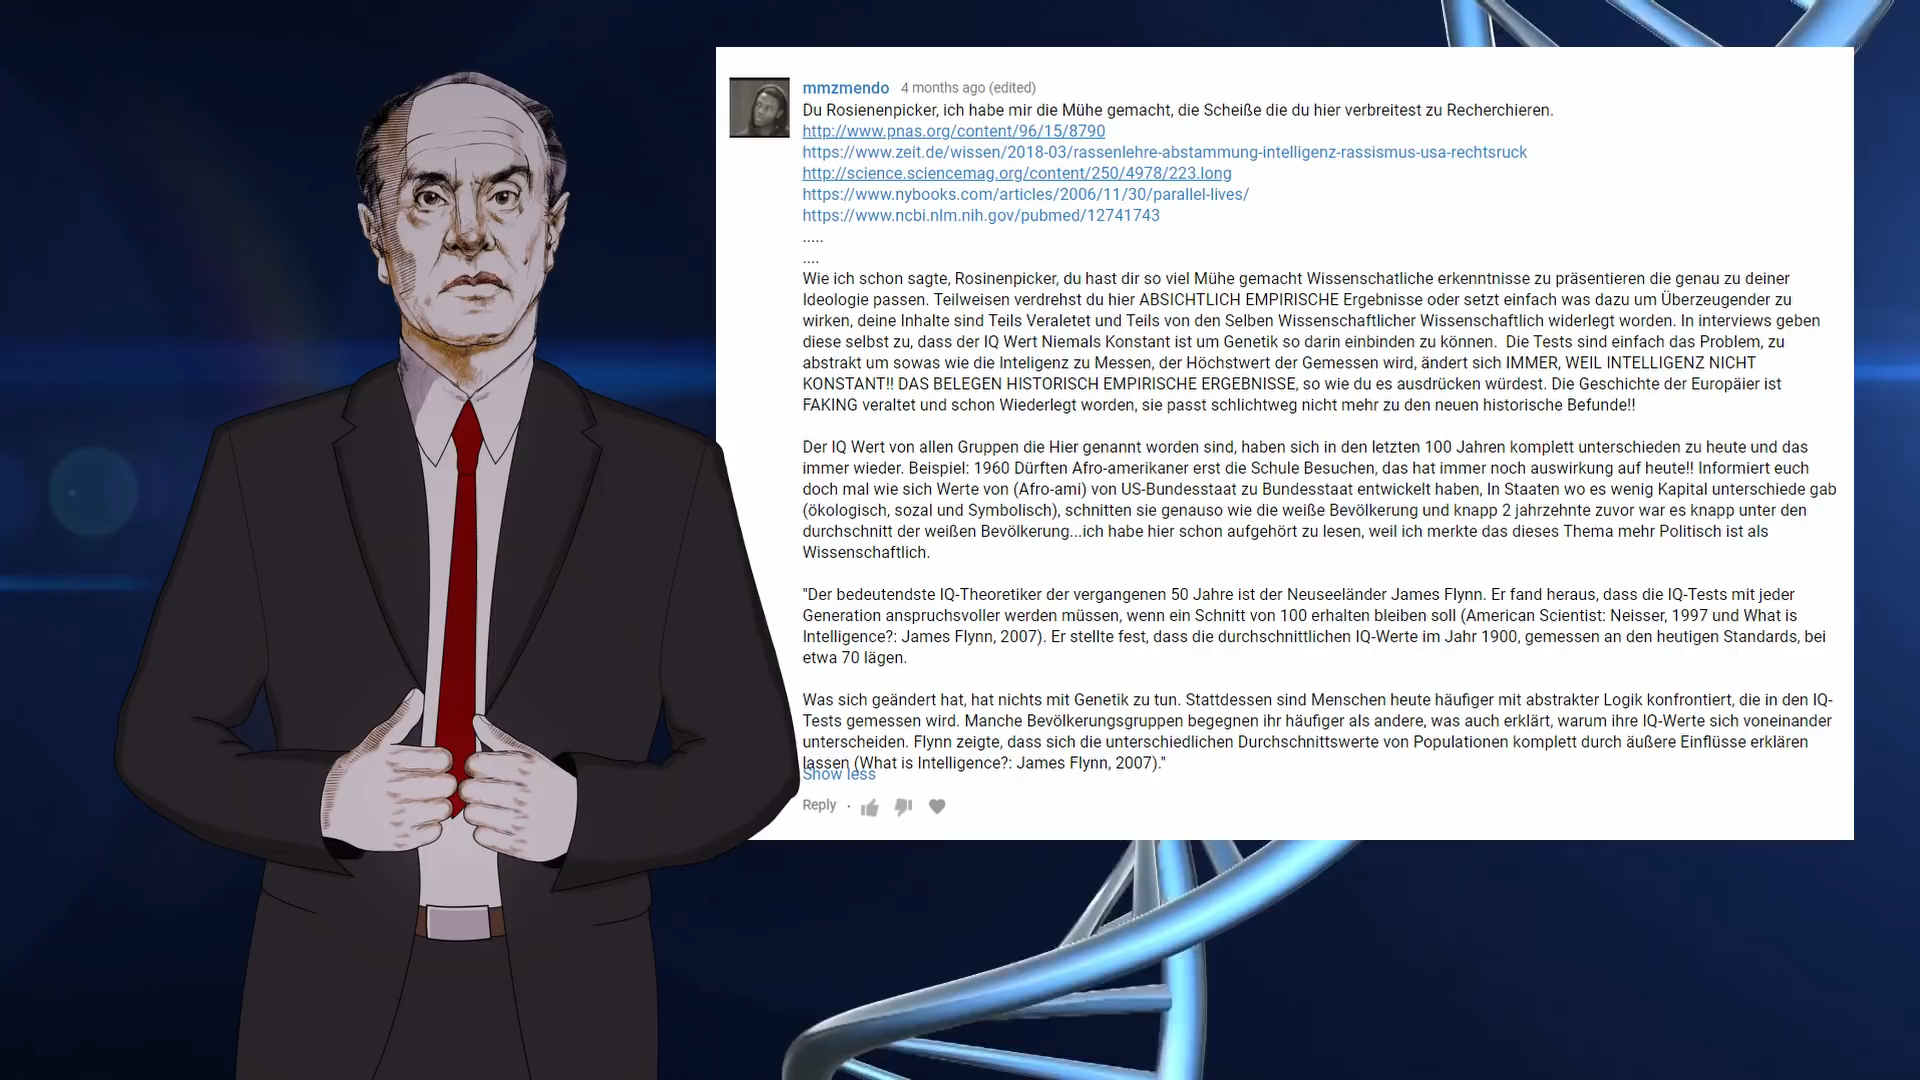 mmzmendo 4 months ago (edited)
Du Rosienenpicker, ich habe mir die Mühe gemacht, die Scheiße die du hier verbreitest zu Recherchieren.
http://www.pnas.org/content/96/15/8790
https://www.zeit.de/wissen/2018-03/rassenlehre-abstammung-intelligenz-rassismus-usa-rechtsruck
http://science.sciencemag.org/content/250/4978/223.long
https://www.nybooks.com/articles/2006/11/30/parallel-lives/
https://www.ncbi.nlm.nih.gov/pubmed/12741743
.....
....
Wie ich schon sagte, Rosinenpicker, du hast dir so viel Mühe gemacht Wissenschatliche erkenntnisse zu präsentieren die genau zu deiner
Ideologie passen. Teilweisen verdrehst du hier ABSICHTLICH EMPIRISCHE Ergebnisse oder setzt einfach was dazu um Überzeugender zu
wirken, deine Inhalte sind Teils Veraletet und Teils von den Selben Wissenschaftlicher Wissenschaftlich widerlegt worden. In interviews geben
diese selbst zu, dass der IQ Wert Niemals Konstant ist um Genetik so darin einbinden zu können. Die Tests sind einfach das Problem, zu
abstrakt um sowas wie die Inteligenz zu Messen, der Höchstwert der Gemessen wird, ändert sich IMMER, WEIL INTELLIGENZ NICHT
KONSTANT!! DAS BELEGEN HISTORISCH EMPIRISCHE ERGEBNISSE, so wie du es ausdrücken würdest. Die Geschichte der Europäier ist
FAKING veraltet und schon Wiederlegt worden, sie passt schlichtweg nicht mehr zu den neuen historische Befunde!!
Der IQ Wert von allen Gruppen die Hier genannt worden sind, haben sich in den letzten 100 Jahren komplett unterschieden zu heute und das
immer wieder. Beispiel: 1960 Dürften Afro-amerikaner erst die Schule Besuchen, das hat immer noch auswirkung auf heute!! Informiert euch
doch mal wie sich Werte von (Afro-ami) von US-Bundesstaat zu Bundesstaat entwickelt haben, In Staaten wo es wenig Kapital unterschiede gab
(ökologisch, sozal und Symbolisch), schnitten sie genauso wie die weiße Bevölkerung und knapp 2 jahrzehnte zuvor war es knapp unter den
durchschnitt der weißen Bevölkerung...ich habe hier schon aufgehört zu lesen, weil ich merkte das dieses Thema mehr Politisch ist als
Wissenschaftlich.
"Der bedeutendste IQ-Theoretiker der vergangenen 50 Jahre ist der Neuseeländer James Flynn. Er fand heraus, dass die IQ-Tests mit jeder
Generation anspruchsvoller werden müssen, wenn ein Schnitt von 100 erhalten bleiben soll (American Scientist: Neisser, 1997 und What is
Intelligence?: James Flynn, 2007). Er stellte fest, dass die durchschnittlichen IQ-Werte im Jahr 1900, gemessen an den heutigen Standards, bei
etwa 70 lägen.
Was sich geändert hat, hat nichts mit Genetik zu tun. Stattdessen sind Menschen heute häufiger mit abstrakter Logik konfrontiert, die in den IQ-
Tests gemessen wird. Manche Bevölkerungsgruppen begegnen ihr häufiger als andere, was auch erklärt, warum ihre IQ-Werte sich voneinander
unterscheiden. Flynn zeigte, dass sich die unterschiedlichen Durchschnittswerte von Populationen komplett durch äußere Einflüsse erklären
lassen (What is Intelligence?: James Flynn, 2007)."
Show less
Reply ·